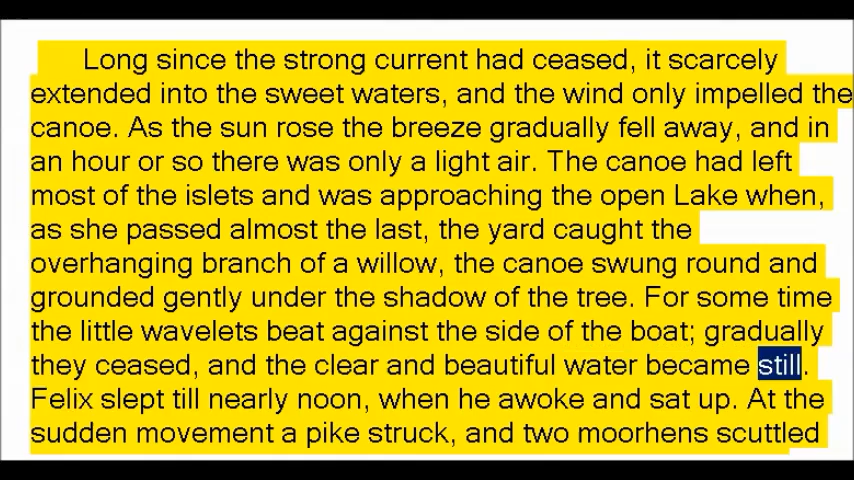 Long since the strong current had ceased, it scarcely
extended into the sweet waters, and the wind only impelled the
canoe. As the sun rose the breeze gradually fell away, and in
an hour or so there was only a light air. The canoe had left
most of the islets and was approaching the open Lake when,
as she passed almost the last, the yard caught the
overhanging branch of a willow, the canoe swung round and
grounded gently under the shadow of the tree. For some time
the little wavelets beat against the side of the boat; gradually
they ceased, and the clear and beautiful water became still.
Felix slept till nearly noon, when he awoke and sat up. At the
sudden movement a pike struck, and two moorhens scuttled